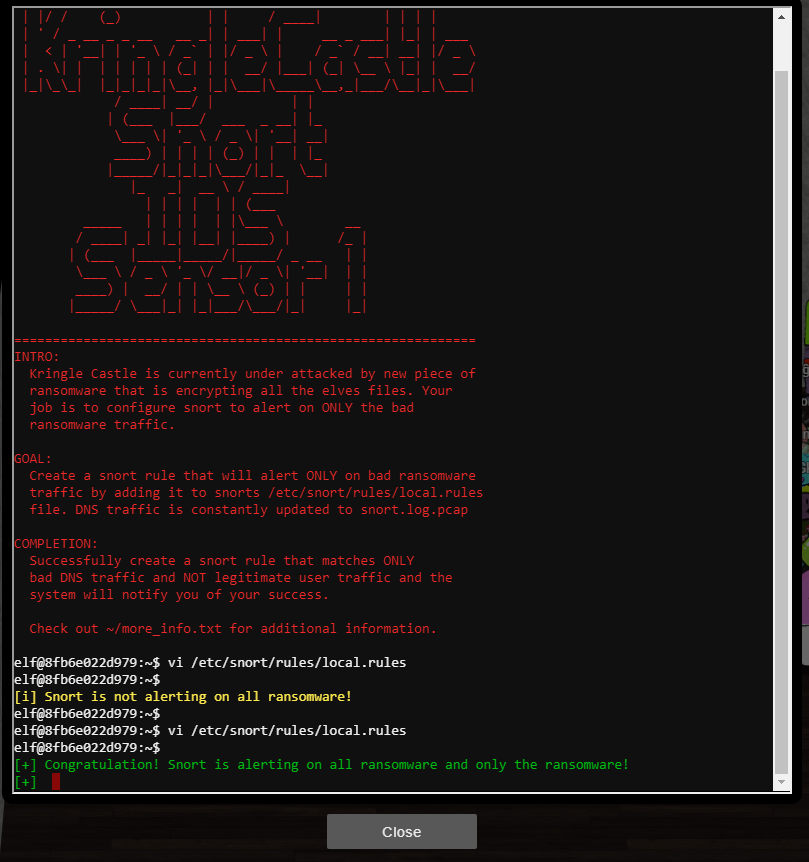 Kringle Castle
Snort
IDS
Sensor 1
============================================================
INTRO:
Kringle Castle is currently under attacked by new piece of
ransomware that is encrypting all the elves files. Your
job is to configure snort to alert on ONLY the bad
ransomware traffic.
GOAL:
Create a snort rule that will alert ONLY on bad ransomware
traffic by adding it to snorts /etc/snort/rules/local.rules
file. DNS traffic is constantly updated to snort.log.pcap
COMPLETION:
Successfully create a snort rule that matches ONLY
bad DNS traffic and NOT legitimate user traffic and the
system will notify you of your success.
Check out ~/more_info.txt for additional information.
elf@8fb6e022d979:~$ vi /etc/snort/rules/local.rules
elf@8fb6e022d979:~$
[i] Snort is not alerting on all ransomware!
elf@8fb6e022d979:~$
elf@8fb6e022d979:~$ vi /etc/snort/rules/local.rules
elf@8fb6e022d979:~$
[+] Congratulation! Snort is alerting on all ransomware and only the ransomware!
[+]
Close